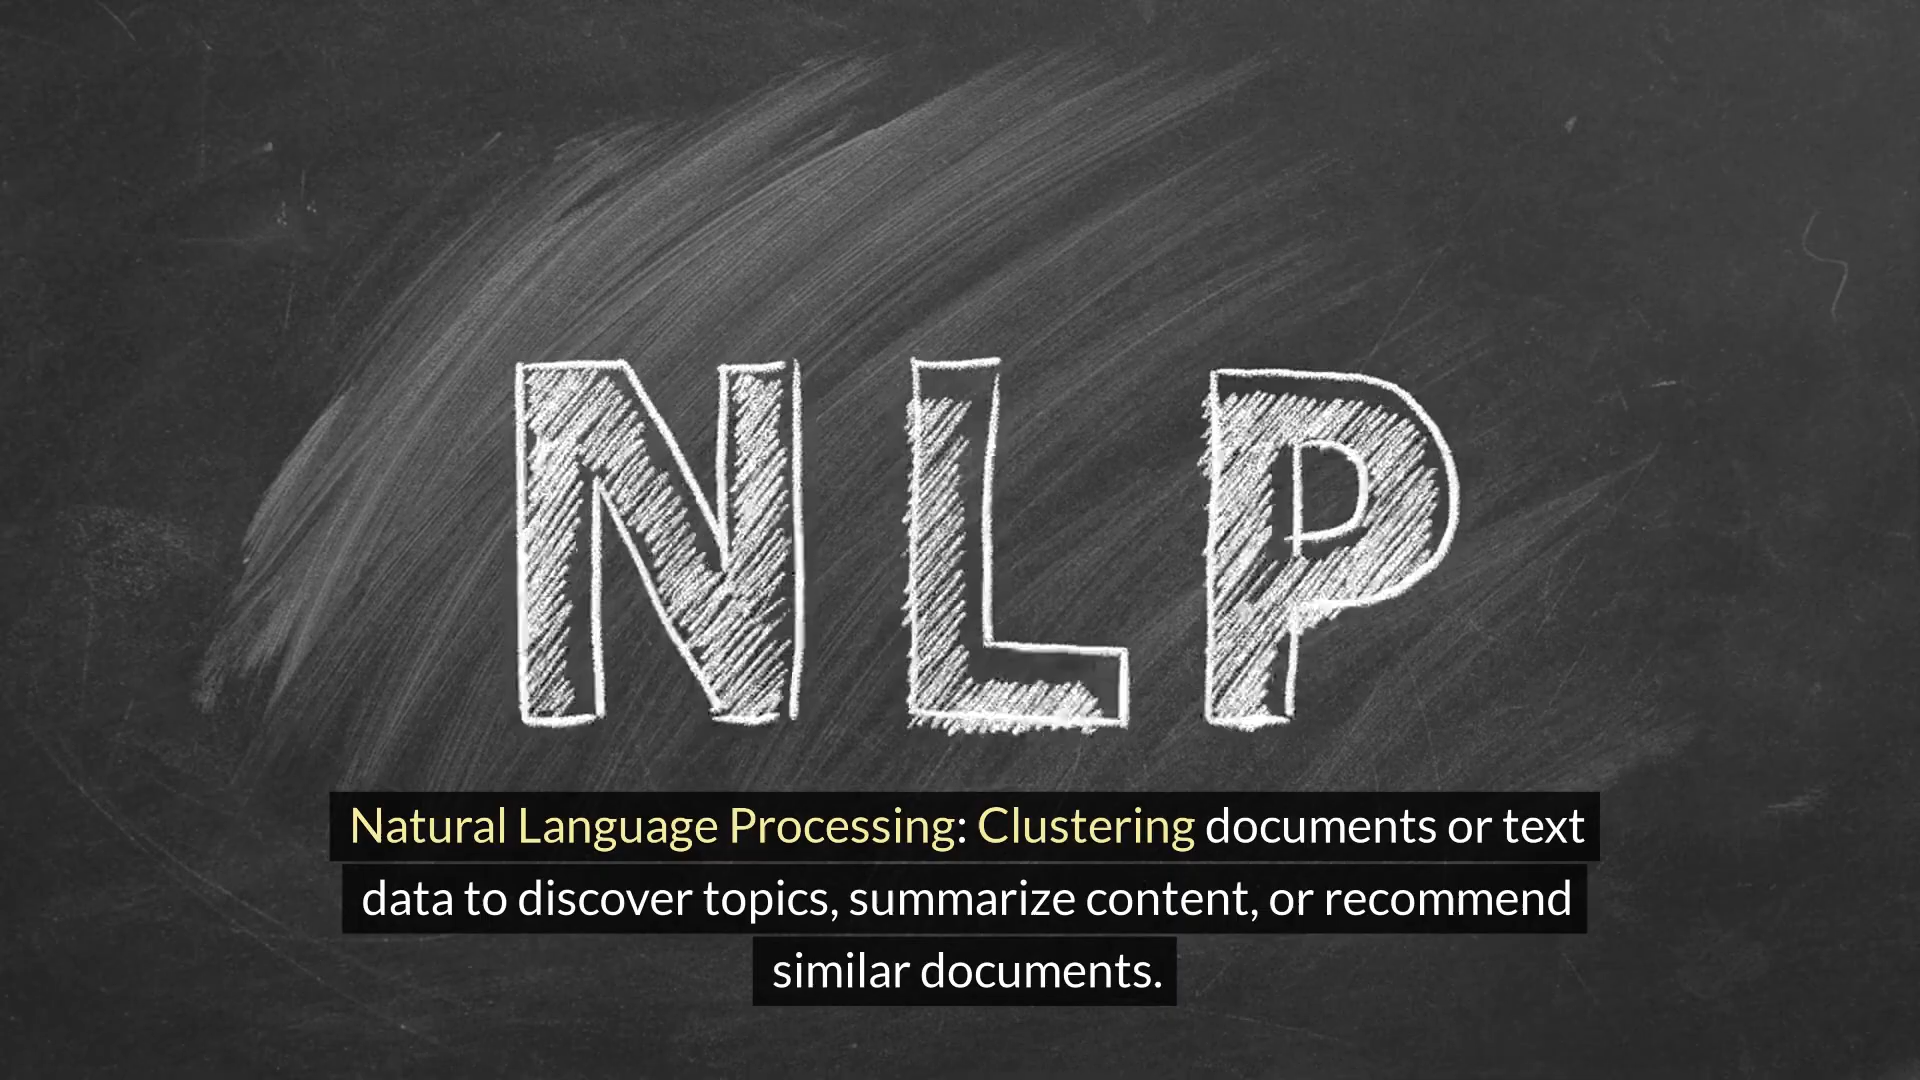 NLP
Natural Language Processing: Clustering documents or text
data to discover topics, summarize content, or recommend
similar documents.